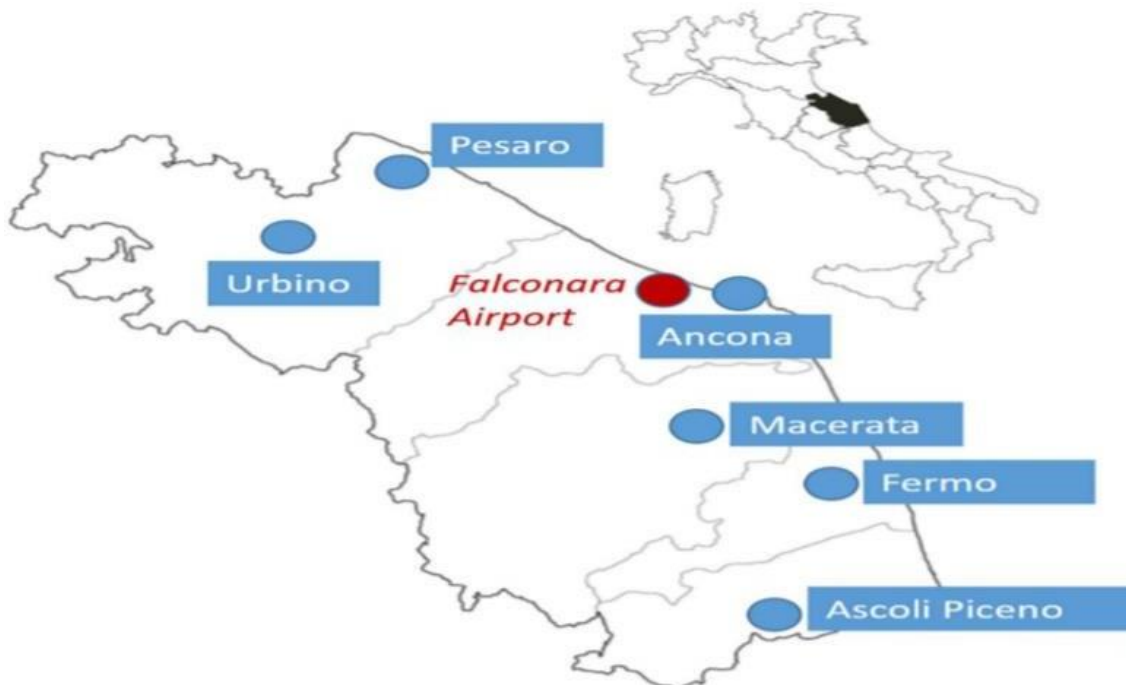 Pesaro
Urbino
Falconara
Airport
Ancona
Macerata
Fermo
Ascoli Piceno